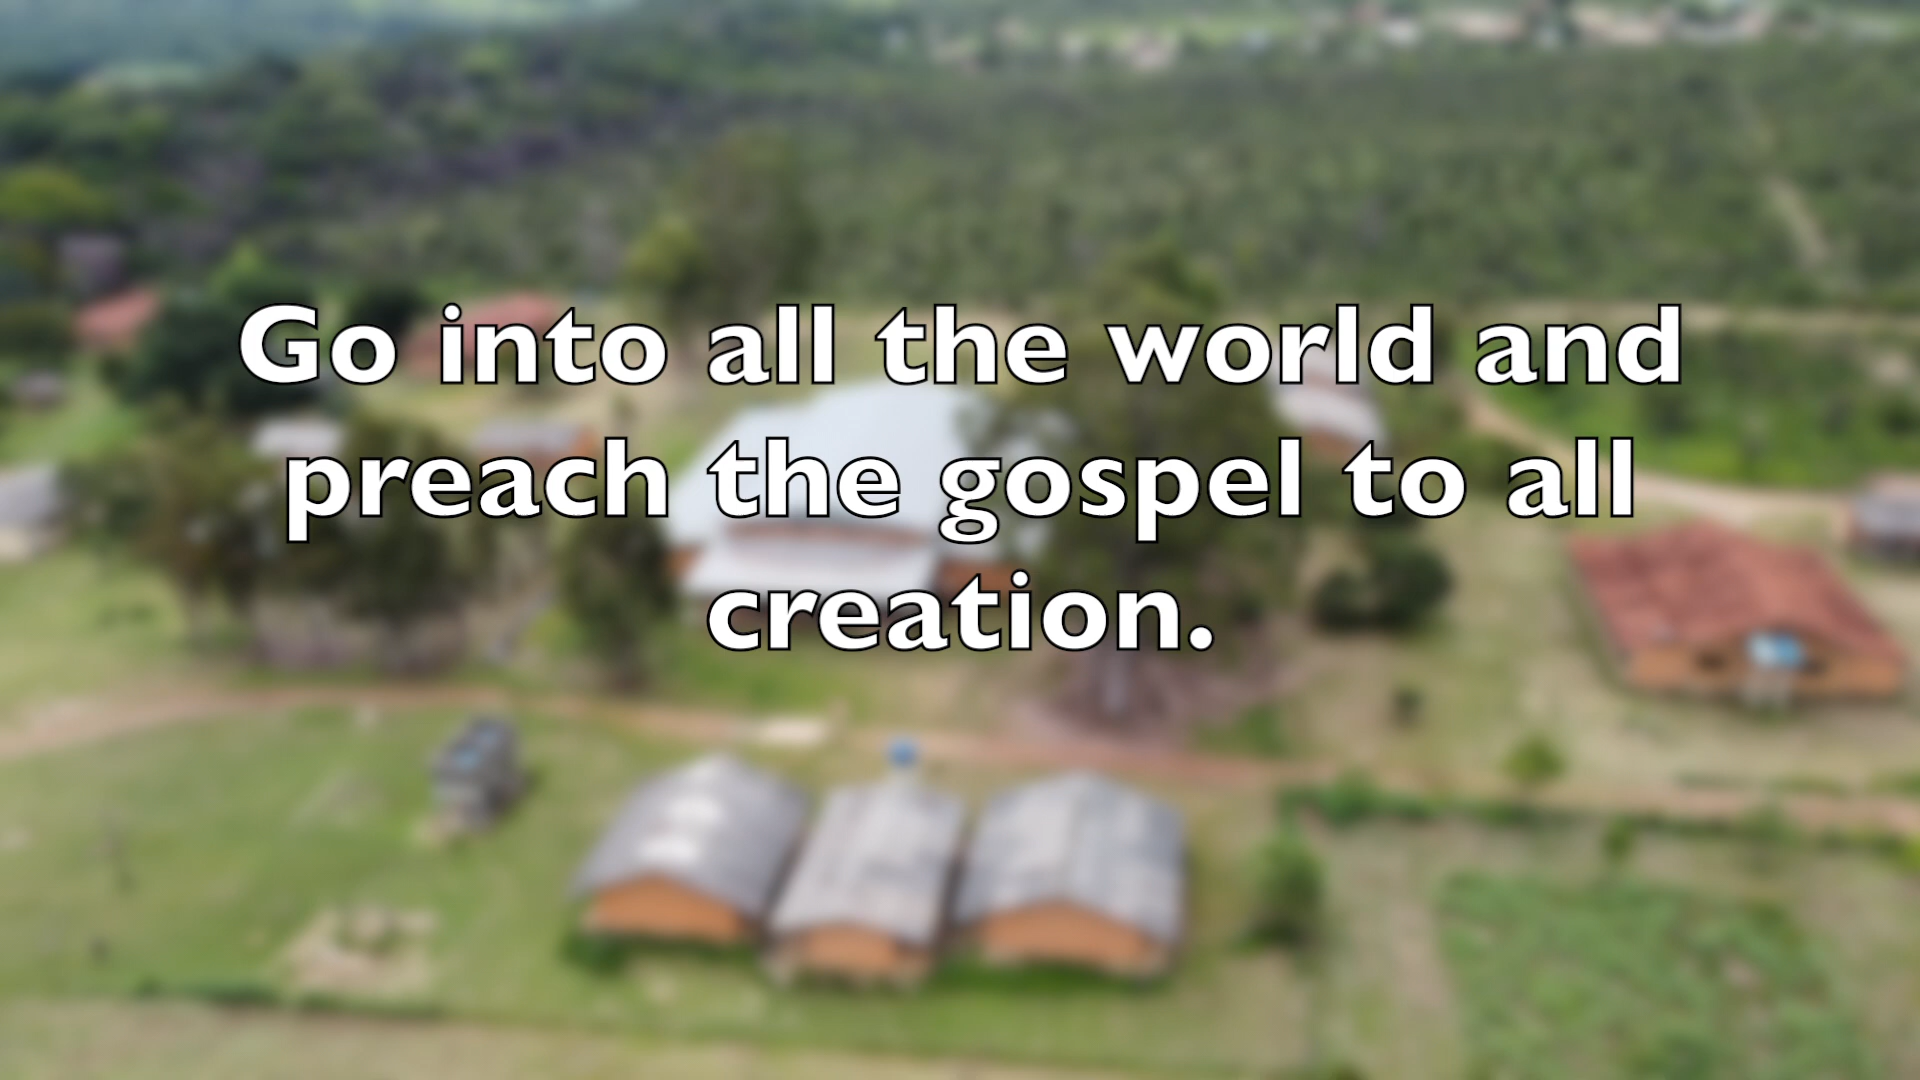 Go into all the world and
preach the gospel to all
creation.